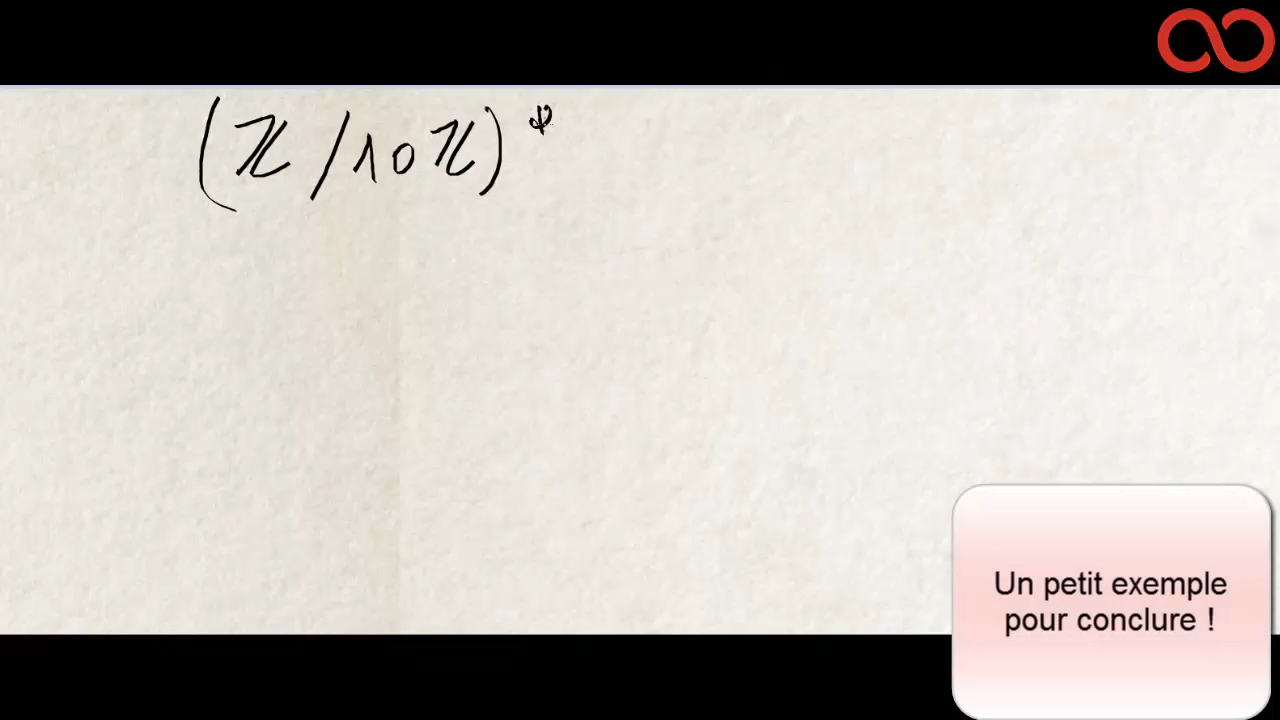 (ℤ/10ℤ)*
Un petit exemple
pour conclure !